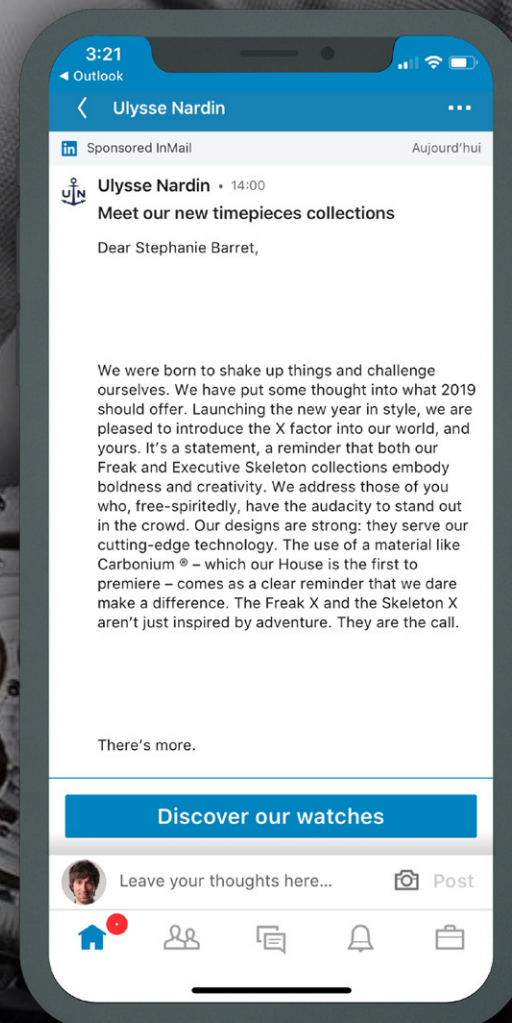 3:21
Outlook
Ulysse Nardin
in Sponsored InMail Aujourd'hui
UN
Ulysse Nardin • 14:00
Meet our new timepieces collections
Dear Stephanie Barret,
We were born to shake up things and challenge
ourselves. We have put some thought into what 2019
should offer. Launching the new year in style, we are
pleased to introduce the X factor into our world, and
yours. It's a statement, a reminder that both our
Freak and Executive Skeleton collections embody
boldness and creativity. We address those of you
who, free-spiritedly, have the audacity to stand out
in the crowd. Our designs are strong: they serve our
cutting-edge technology. The use of a material like
Carbonium ® – which our House is the first to
premiere – comes as a clear reminder that we dare
make a difference. The Freak X and the Skeleton X
aren't just inspired by adventure. They are the call.
There's more.
Discover our watches
Leave your thoughts here... Post